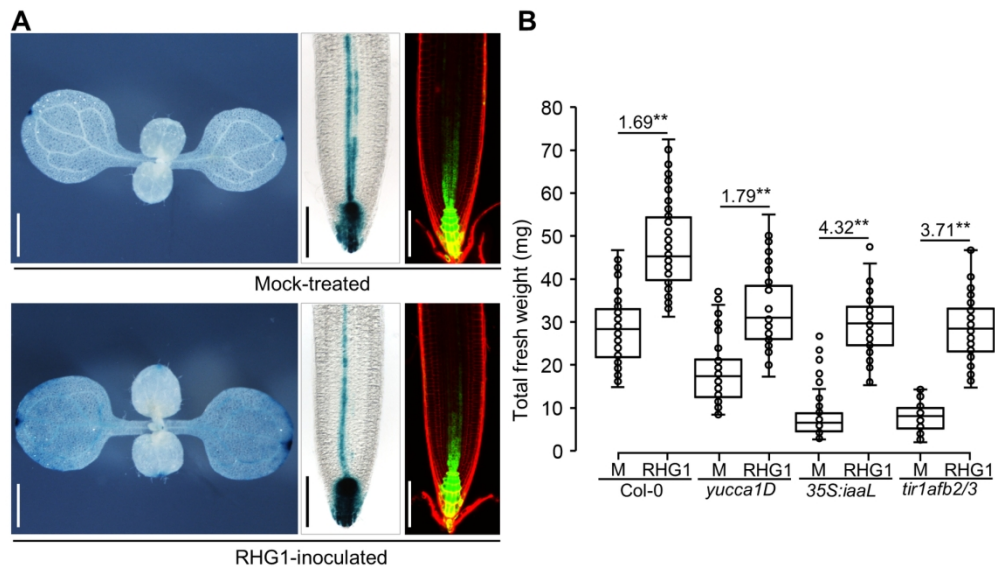 A
Mock-treated
RHG1-inoculated
B
Total fresh weight (mg)
80
70
60
50
40
30
20
10
0
1.69**
1.79**
4.32**
3.71**
M RHG1 M RHG1 M RHG1 M RHG1
Col-0 yucca1D 35S:iaaL tir1afb2/3